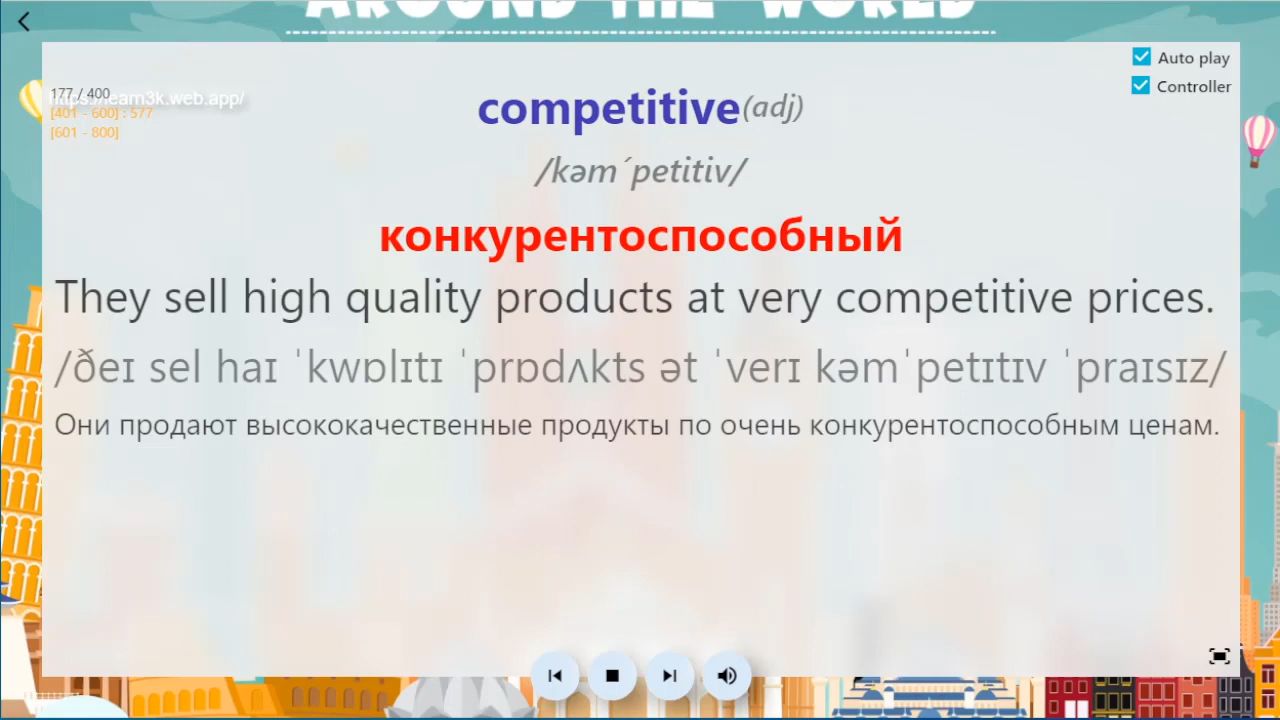 AROUND THE WORLD
Auto play
Controller
177 / 400
https://learn3k.web.app/
[401 - 600] : 577
[601 - 800]
competitive(adj)
/kəm´petitiv/
конкурентоспособный
They sell high quality products at very competitive prices.
/ðeɪ sel haɪ ˈkwɒlɪtɪ ˈprɒdʌkts ət ˈverɪ kəmˈpetɪtɪv ˈpraɪsɪz/
Они продают высококачественные продукты по очень конкурентоспособным ценам.